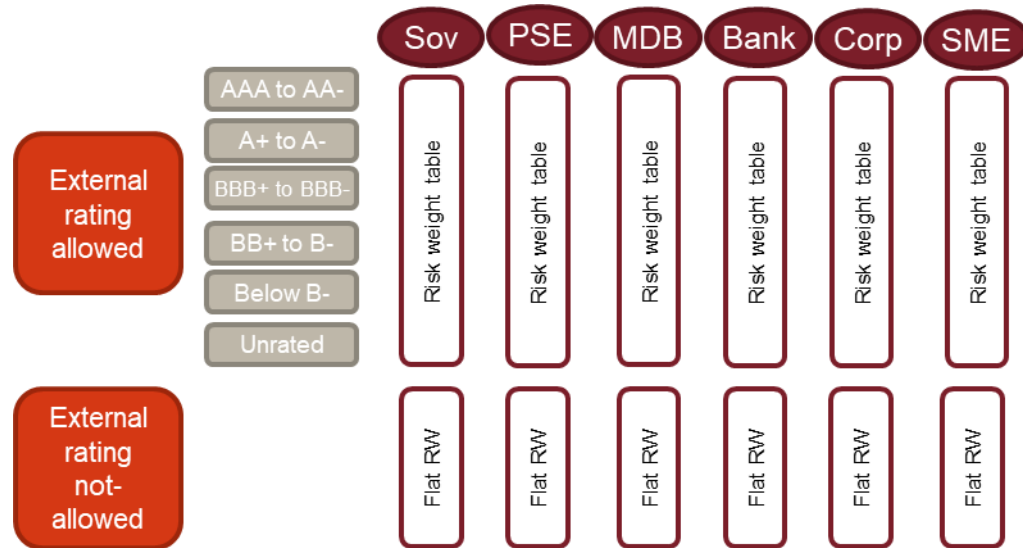 Sov PSE MDB Bank Corp SME
AAA to AA-
A+ to A-
BBB+ to BBB-
BB+ to B-
Below B-
Unrated
External
rating
allowed
Risk weight table
Risk weight table
Risk weight table
Risk weight table
Risk weight table
Risk weight table
External
rating
not-
allowed
Flat RW
Flat RW
Flat RW
Flat RW
Flat RW
Flat RW